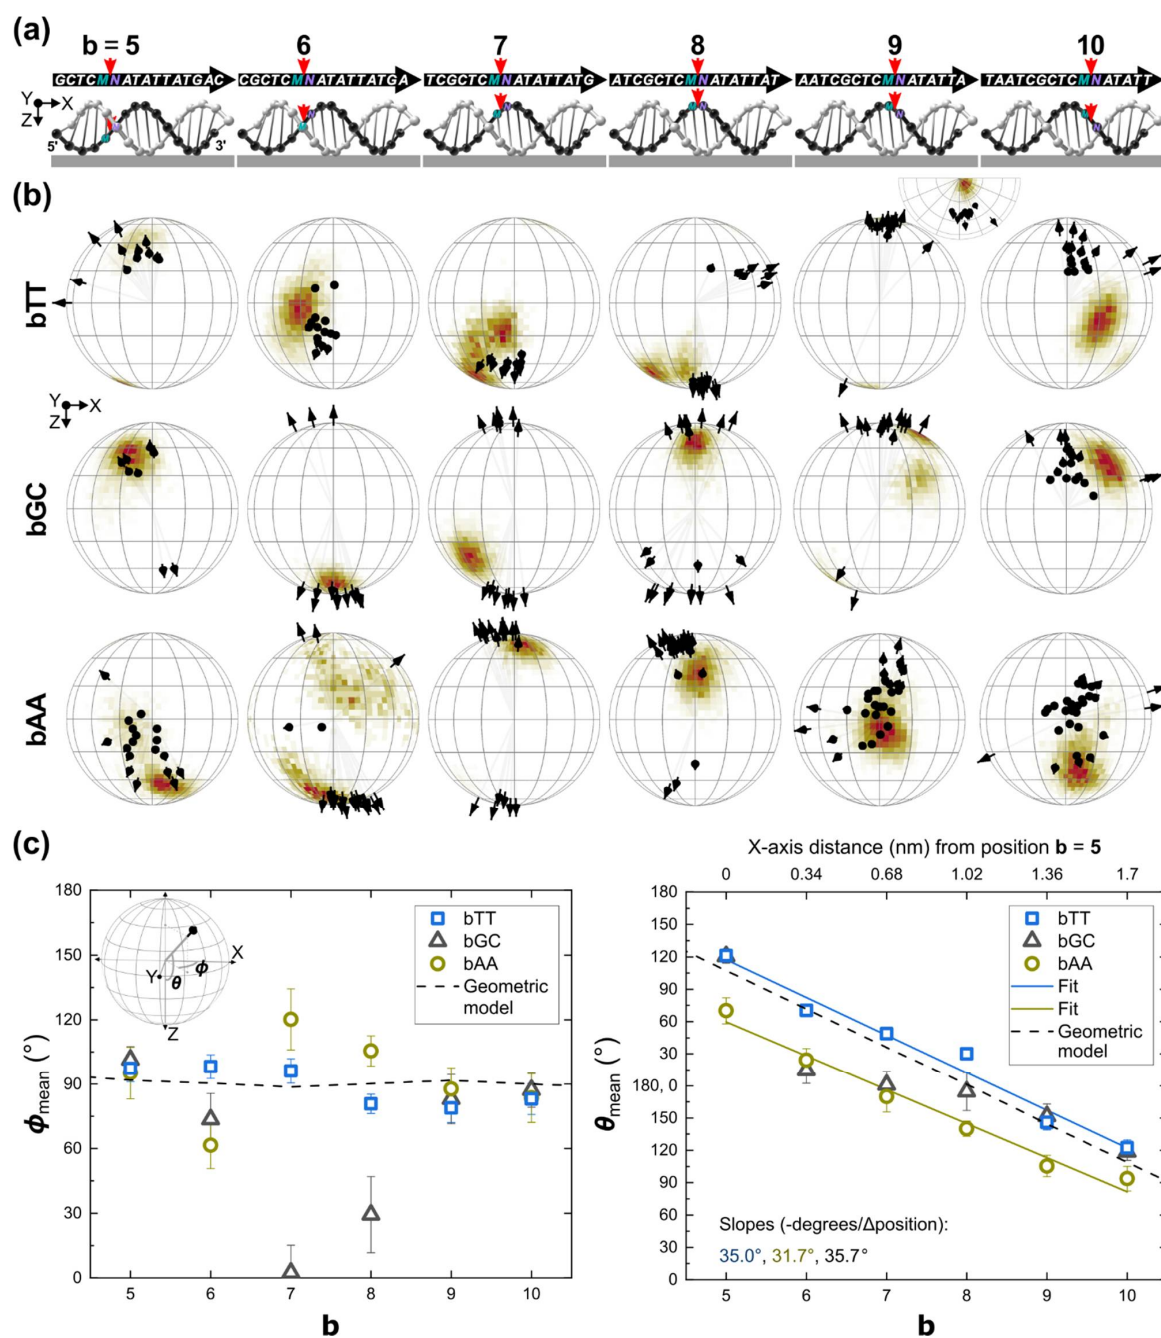 (a)
b = 5 6 7 8 9 10
GCTCMNATATTATGAC CGCTCMNATATTATGA TCGCTCMNATATTATG ATCGCTCMNATATTAT AATCGCTCMNATATTA TAATCGCTCMNATATT
Y X
Z
M N M N M N M N M N M N
5' 3'
(b)
bTT
Y X
Z
bGC
bAA
(c)
180
150
120
90
60
30
0
ϕmean (°)
5 6 7 8 9 10
b
X
Y
θ ϕ
Z
bTT
bGC
bAA
Geometric
model
X-axis distance (nm) from position b = 5
0 0.34 0.68 1.02 1.36 1.7
180
150
120
90
60
30
180, 0
150
120
90
60
30
0
θmean (°)
bTT
bGC
bAA
Fit
Fit
Geometric
model
Slopes (-degrees/Δposition):
35.0°, 31.7°, 35.7°
5 6 7 8 9 10
b